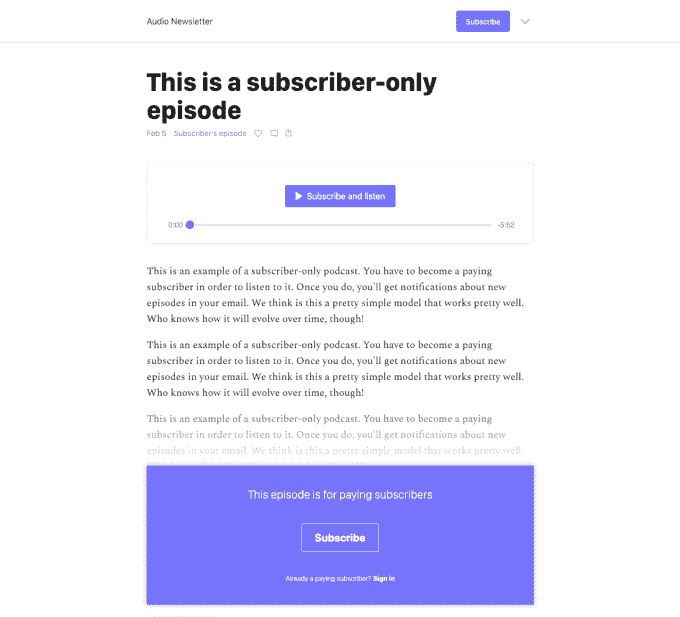 Audio Newsletter
Subscribe
This is a subscriber-only
episode
Feb 5 Subscriber's episode
Subscribe and listen
0:00 -5:52
This is an example of a subscriber-only podcast. You have to become a paying
subscriber in order to listen to it. Once you do, you'll get notifications about new
episodes in your email. We think is this a pretty simple model that works pretty well.
Who knows how it will evolve over time, though!
This is an example of a subscriber-only podcast. You have to become a paying
subscriber in order to listen to it. Once you do, you'll get notifications about new
episodes in your email. We think is this a pretty simple model that works pretty well.
Who knows how it will evolve over time, though!
This is an example of a subscriber-only podcast. You have to become a paying
subscriber in order to listen to it. Once you do, you'll get notifications about new
episodes in your email. We think is this a pretty simple model that works pretty well.
This episode is for paying subscribers
Subscribe
Already a paying subscriber? Sign in